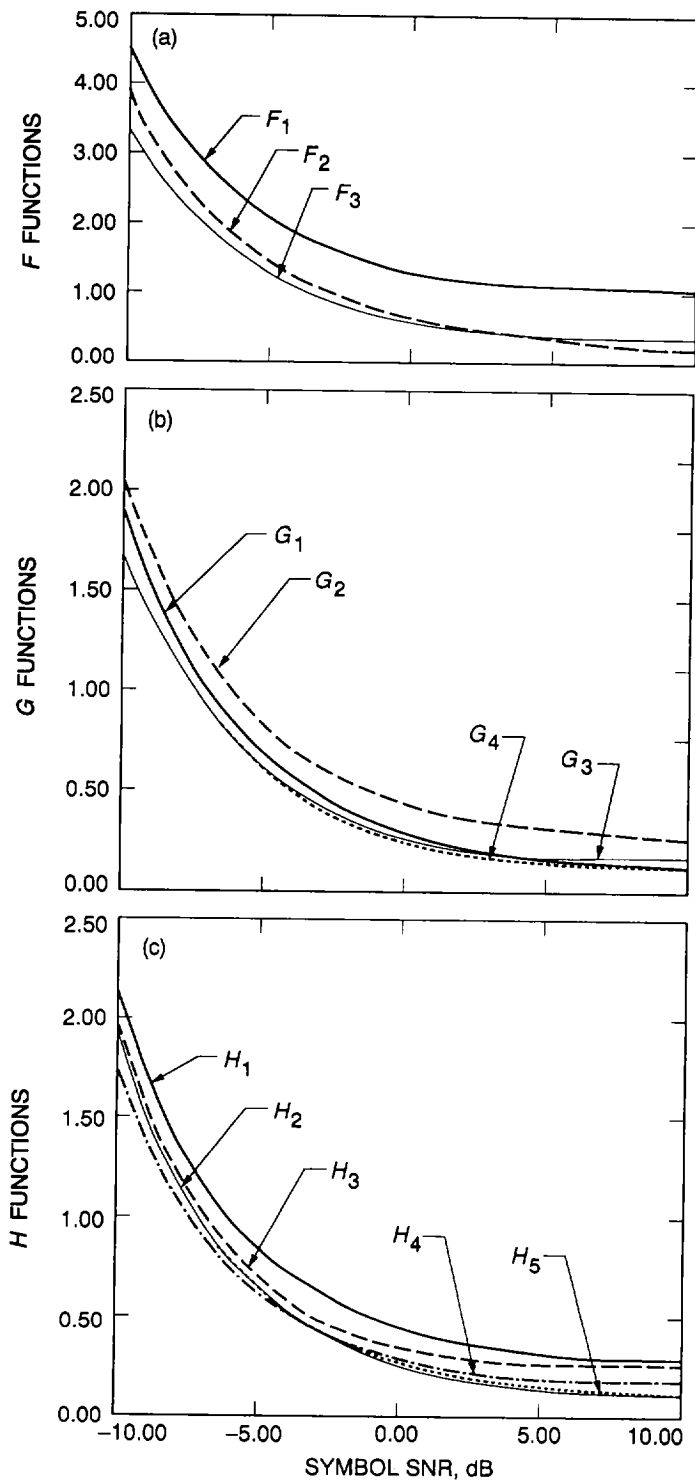 (a)
5.00
4.00
3.00
2.00
1.00
0.00
F FUNCTIONS
F1
F2
F3
(b)
2.50
2.00
1.50
1.00
0.50
0.00
G FUNCTIONS
G1
G2
G4
G3
(c)
2.50
2.00
1.50
1.00
0.50
0.00
H FUNCTIONS
H1
H2
H3
H4
H5
−10.00 −5.00 0.00 5.00 10.00
SYMBOL SNR, dB